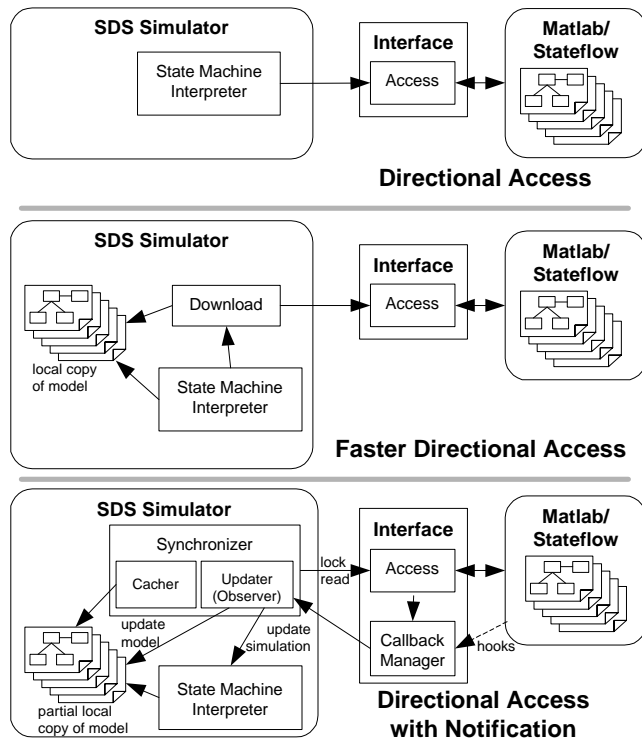 SDS Simulator
State Machine
Interpreter
Interface
Access
Matlab/
Stateflow
Directional Access
SDS Simulator
Download
local copy
of model
State Machine
Interpreter
Interface
Access
Matlab/
Stateflow
Faster Directional Access
SDS Simulator
Synchronizer
Cacher
Updater
(Observer)
lock
read
update
model
update
simulation
partial local
copy of model
State Machine
Interpreter
Interface
Access
Callback
Manager
hooks
Matlab/
Stateflow
Directional Access
with Notification